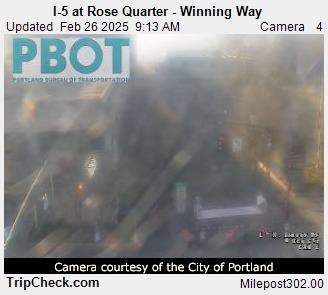 I-5 at Rose Quarter - Winning Way
Updated Feb 26 2025 9:13 AM Camera 4
PBOT
PORTLAND BUREAU OF TRANSPORTATION
Camera courtesy of the City of Portland
TripCheck.com Milepost302.00